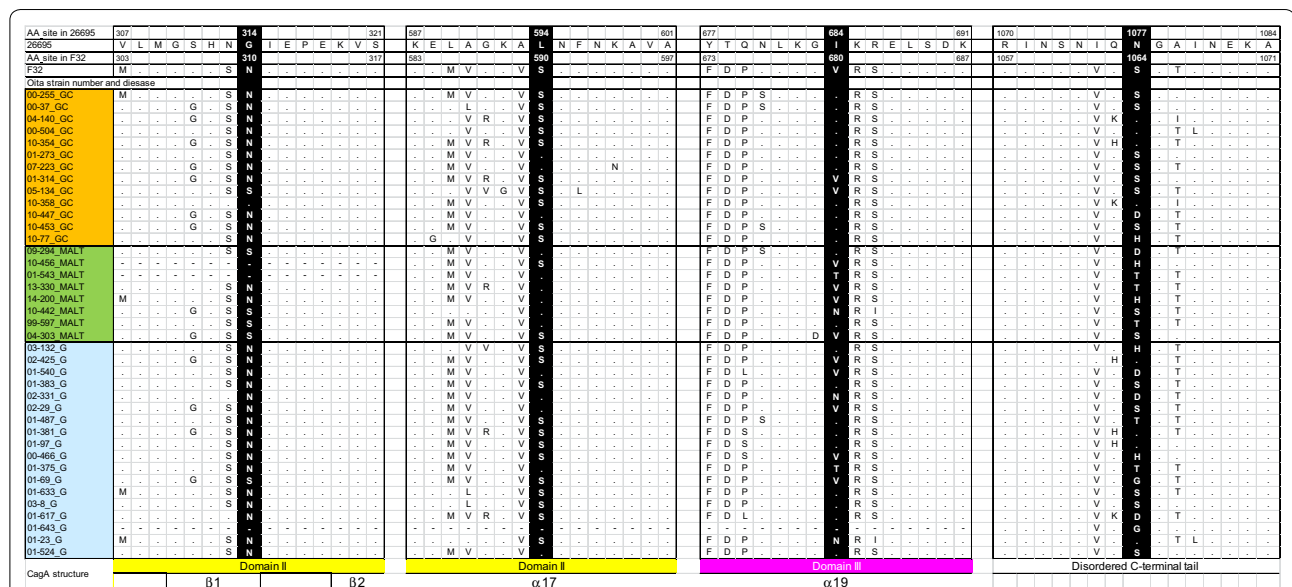 AA site in 26695 307 314 321 587 594 601 677 684 691 1070 1077 1084
26695 V L M G S H N G I E P E K V S K E L A G K A L N F N K A V A Y T Q N L K G I K R E L S D K R I N S N I Q N G A I N E K A
AA site in F32 303 310 317 583 590 597 673 680 687 1057 1064 1071
F32 M . . . . . S N . . . . . . . . . M V . . V S . . . . . . . F D P . . . . V R S . . . . . . . . . . V . S . T . . . . .
Oita strain number and diesase
00-255_GC M . . . . . S N . . . . . . . . . M V . . V S . . . . . . . F D P S . . . . R S . . . . . . . . . . V . S . . . . . . .
00-37_GC . . . . G . S N . . . . . . . . . . L . . V S . . . . . . . F D P S . . . . R S . . . . . . . . . . V . S . . . . . . .
04-140_GC . . . . G . S N . . . . . . . . . . V R . V S . . . . . . . F D P . . . . . R S . . . . . . . . . . V K . . I . . . . .
00-504_GC . . . . . . S N . . . . . . . . . . V . . V . . . . . . . . F D P . . . . . R S . . . . . . . . . . V . . . T L . . . .
10-354_GC . . . . G . S N . . . . . . . . . M V R . V S . . . . . . . F D P . . . . . R S . . . . . . . . . . V H . . T . . . . .
01-273_GC . . . . . . S N . . . . . . . . . M V . . V . . . . . . . . F D P . . . . . R S . . . . . . . . . . V . S . . . . . . .
07-223_GC . . . . G . S N . . . . . . . . . M V . . V . . . . N . . . F D P . . . . . R S . . . . . . . . . . V . S . T . . . . .
01-314_GC . . . . G . S N . . . . . . . . . M V R . V S . . . . . . . F D P . . . . V R S . . . . . . . . . . V . S . . . . . . .
05-134_GC . . . . . . S S . . . . . . . . . . V V G V S . L . . . . . F D P . . . . V R S . . . . . . . . . . V . S . T . . . . .
10-358_GC . . . . . . S N . . . . . . . . . M V . . V . . . . . . . . F D P . . . . . R S . . . . . . . . . . V K . . I . . . . .
10-447_GC . . . . G . S N . . . . . . . . . M V . . V . . . . . . . . F D P . . . . . R S . . . . . . . . . . V . D . T . . . . .
10-453_GC . . . . G . S N . . . . . . . . . M V . . V S . . . . . . . F D P S . . . . R S . . . . . . . . . . V . S . T . . . . .
10-77_GC . . . . . . S N . . . . . . . . G . V . . V S . . . . . . . F D P . . . . . R S . . . . . . . . . . V . H . T . . . . .
09-294_MALT . . . . . . S S . . . . . . . . . M V . . V . . . . . . . . F D P S . . . . R S . . . . . . . . . . V . D . T . . . . .
10-456_MALT - - - - - - - - - - - - - - - . . M V . . V S . . . . . . . F D P . . . . V R S . . . . . . . . . . V . H . . . . . . .
01-543_MALT - - - - - - - - - - - - - - - . . M V . . V . . . . . . . . F D P . . . . T R S . . . . . . . . . . V . T . T . . . . .
13-330_MALT . . . . . . S N . . . . . . . . . M V R . V . . . . . . . . F D P . . . . V R S . . . . . . . . . . V . T . T . . . . .
14-200_MALT M . . . . . S N . . . . . . . . . M V . . V . . . . . . . . F D P . . . . V R S . . . . . . . . . . V . H . T . . . . .
10-442_MALT . . . . G . S S . . . . . . . . . . . . . V . . . . . . . . F D P . . . . N R I . . . . . . . . . . V . S . T . . . . .
99-597_MALT . . . . . . S S . . . . . . . . . M V . . V . . . . . . . . F D P . . . . . R S . . . . . . . . . . V . T . T . . . . .
04-303_MALT . . . . G . S S . . . . . . . . . M V . . V S . . . . . . . F D P . . . D V R S . . . . . . . . . . V . S . . . . . . .
03-132_G . . . . . . S N . . . . . . . . . . V V . V S . . . . . . . F D P . . . . . R S . . . . . . . . . . V . H . T . . . . .
02-425_G . . . . G . S N . . . . . . . . . M V . . V S . . . . . . . F D P . . . . V R S . . . . . . . . . . . H . . T . . . . .
01-540_G . . . . . . S N . . . . . . . . . M V . . V . . . . . . . . F D L . . . . V R S . . . . . . . . . . V . D . T . . . . .
01-383_G . . . . . . S N . . . . . . . . . M V . . V S . . . . . . . F D P . . . . . R S . . . . . . . . . . V . S . T . . . . .
02-331_G . . . . . . S N . . . . . . . . . M V . . V . . . . . . . . F D P . . . . N R S . . . . . . . . . . V . D . . . . . . .
02-29_G . . . . G . S N . . . . . . . . . M V . . V . . . . . . . . F D P . . . . V R S . . . . . . . . . . V . S . T . . . . .
01-487_G . . . . . . S N . . . . . . . . . M V . . V S . . . . . . . F D P S . . . . R S . . . . . . . . . . V . T . T . . . . .
01-381_G . . . . G . S N . . . . . . . . . M V R . V S . . . . . . . F D S . . . . . R S . . . . . . . . . . V H . . T . . . . .
01-97_G . . . . . . S N . . . . . . . . . M V . . V S . . . . . . . F D S . . . . . R S . . . . . . . . . . V H . . . . . . . .
00-466_G . . . . . . S N . . . . . . . . . M V . . V S . . . . . . . F D S . . . . V R S . . . . . . . . . . V . H . . . . . . .
01-375_G . . . . . . S N . . . . . . . . . M V . . V . . . . . . . . F D P . . . . T R S . . . . . . . . . . V . T . T . . . . .
01-69_G . . . . G . S S . . . . . . . . . M V . . V S . . . . . . . F D P . . . . V R S . . . . . . . . . . V . G . T . . . . .
01-633_G M . . . . . S N . . . . . . . . . . L . . V S . . . . . . . F D P . . . . . R S . . . . . . . . . . V . S . T . . . . .
03-8_G . . . . . . S N . . . . . . . . . . L . . V S . . . . . . . F D P . . . . . R S . . . . . . . . . . V . S . . . . . . .
01-617_G . . . . . . S N . . . . . . . . . M V R . V S . . . . . . . F D L . . . . . R S . . . . . . . . . . V K D . T . . . . .
01-643_G - - - - - - - - - - - - - - - - - - - - - - - - - - - - - - - - - - - - - - - - - - - - - . . . . . . . G . . . . . . .
01-23_G M . . . . . S N . . . . . . . . . . V . . V S . . . . . . . F D P . . . . N R I . . . . . . . . . . V . . . T L . . . .
01-524_G . . . . . . S N . . . . . . . . . M V . . V . . . . . . . . F D P . . . . . R S . . . . . . . . . . V . S . . . . . . .
CagA structure Domain II Domain II Domain III Disordered C-terminal tail
β1 β2 α17 α19